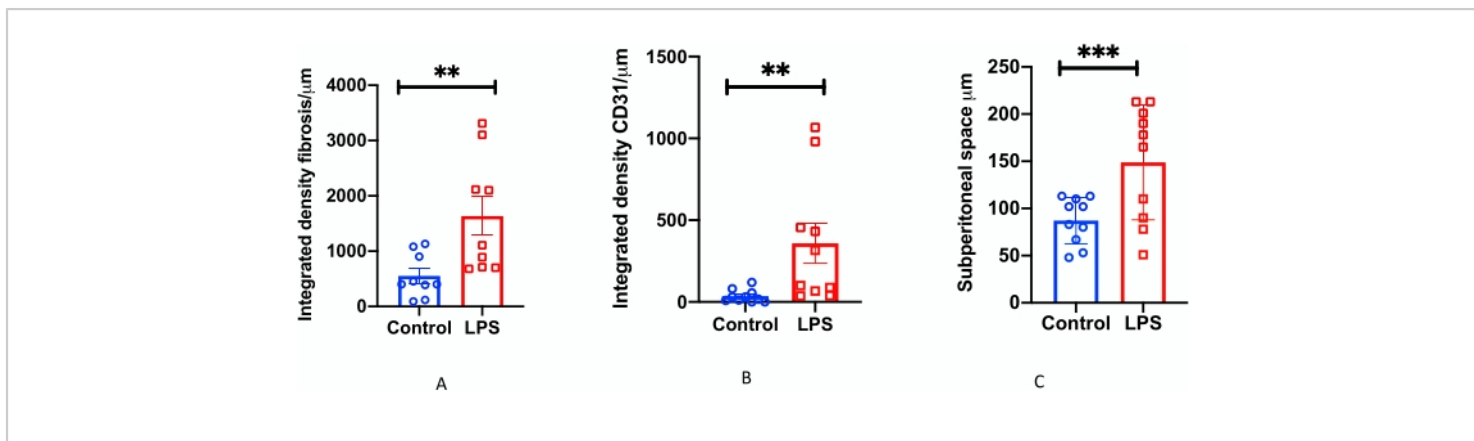 Integrated density fibrosis/μm
4000
3000
2000
1000
0
**
Control LPS
A
Integrated density CD31/μm
1500
1000
500
0
**
Control LPS
B
Subperitoneal space μm
250
200
150
100
50
0
***
Control LPS
C